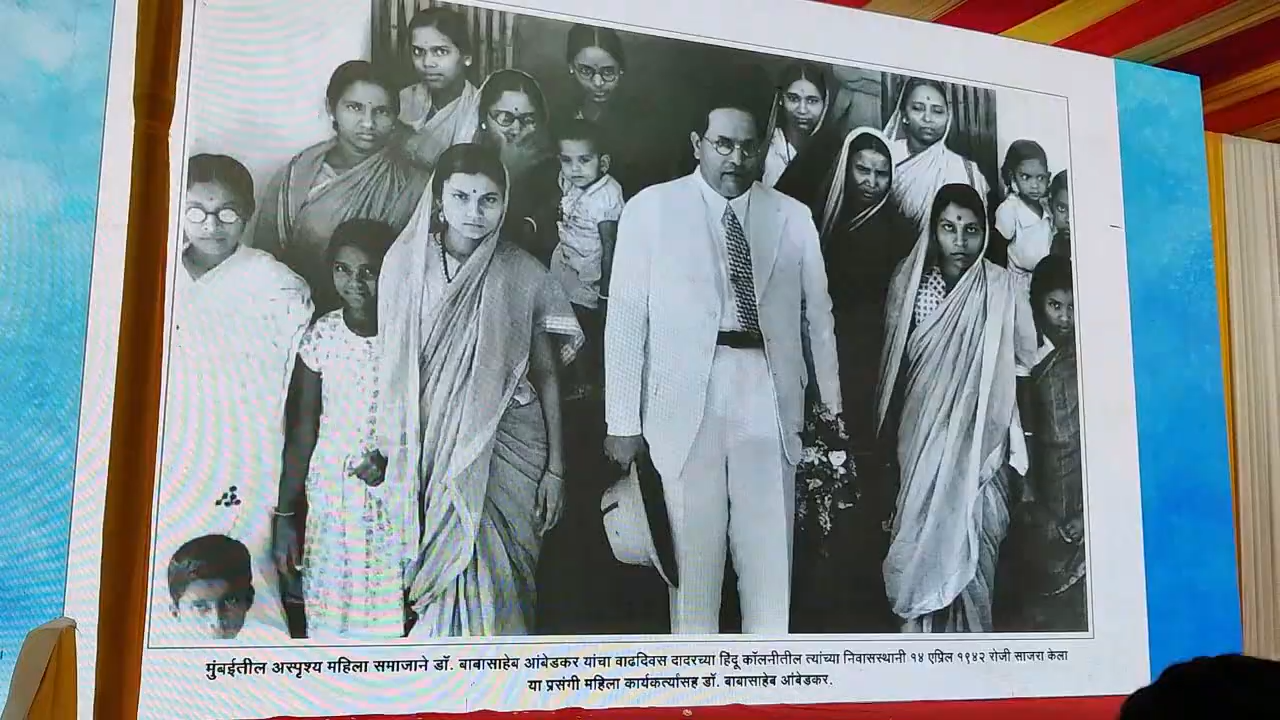 मुंबईतील अस्पृश्य महिला समाजाने डॉ. बाबासाहेब आंबेडकर यांचा वाढदिवस दादरच्या हिंदू कॉलनीतील त्यांच्या निवासस्थानी १४ एप्रिल १९४२ रोजी साजरा केला
या प्रसंगी महिला कार्यकर्त्यांसह डॉ. बाबासाहेब आंबेडकर.